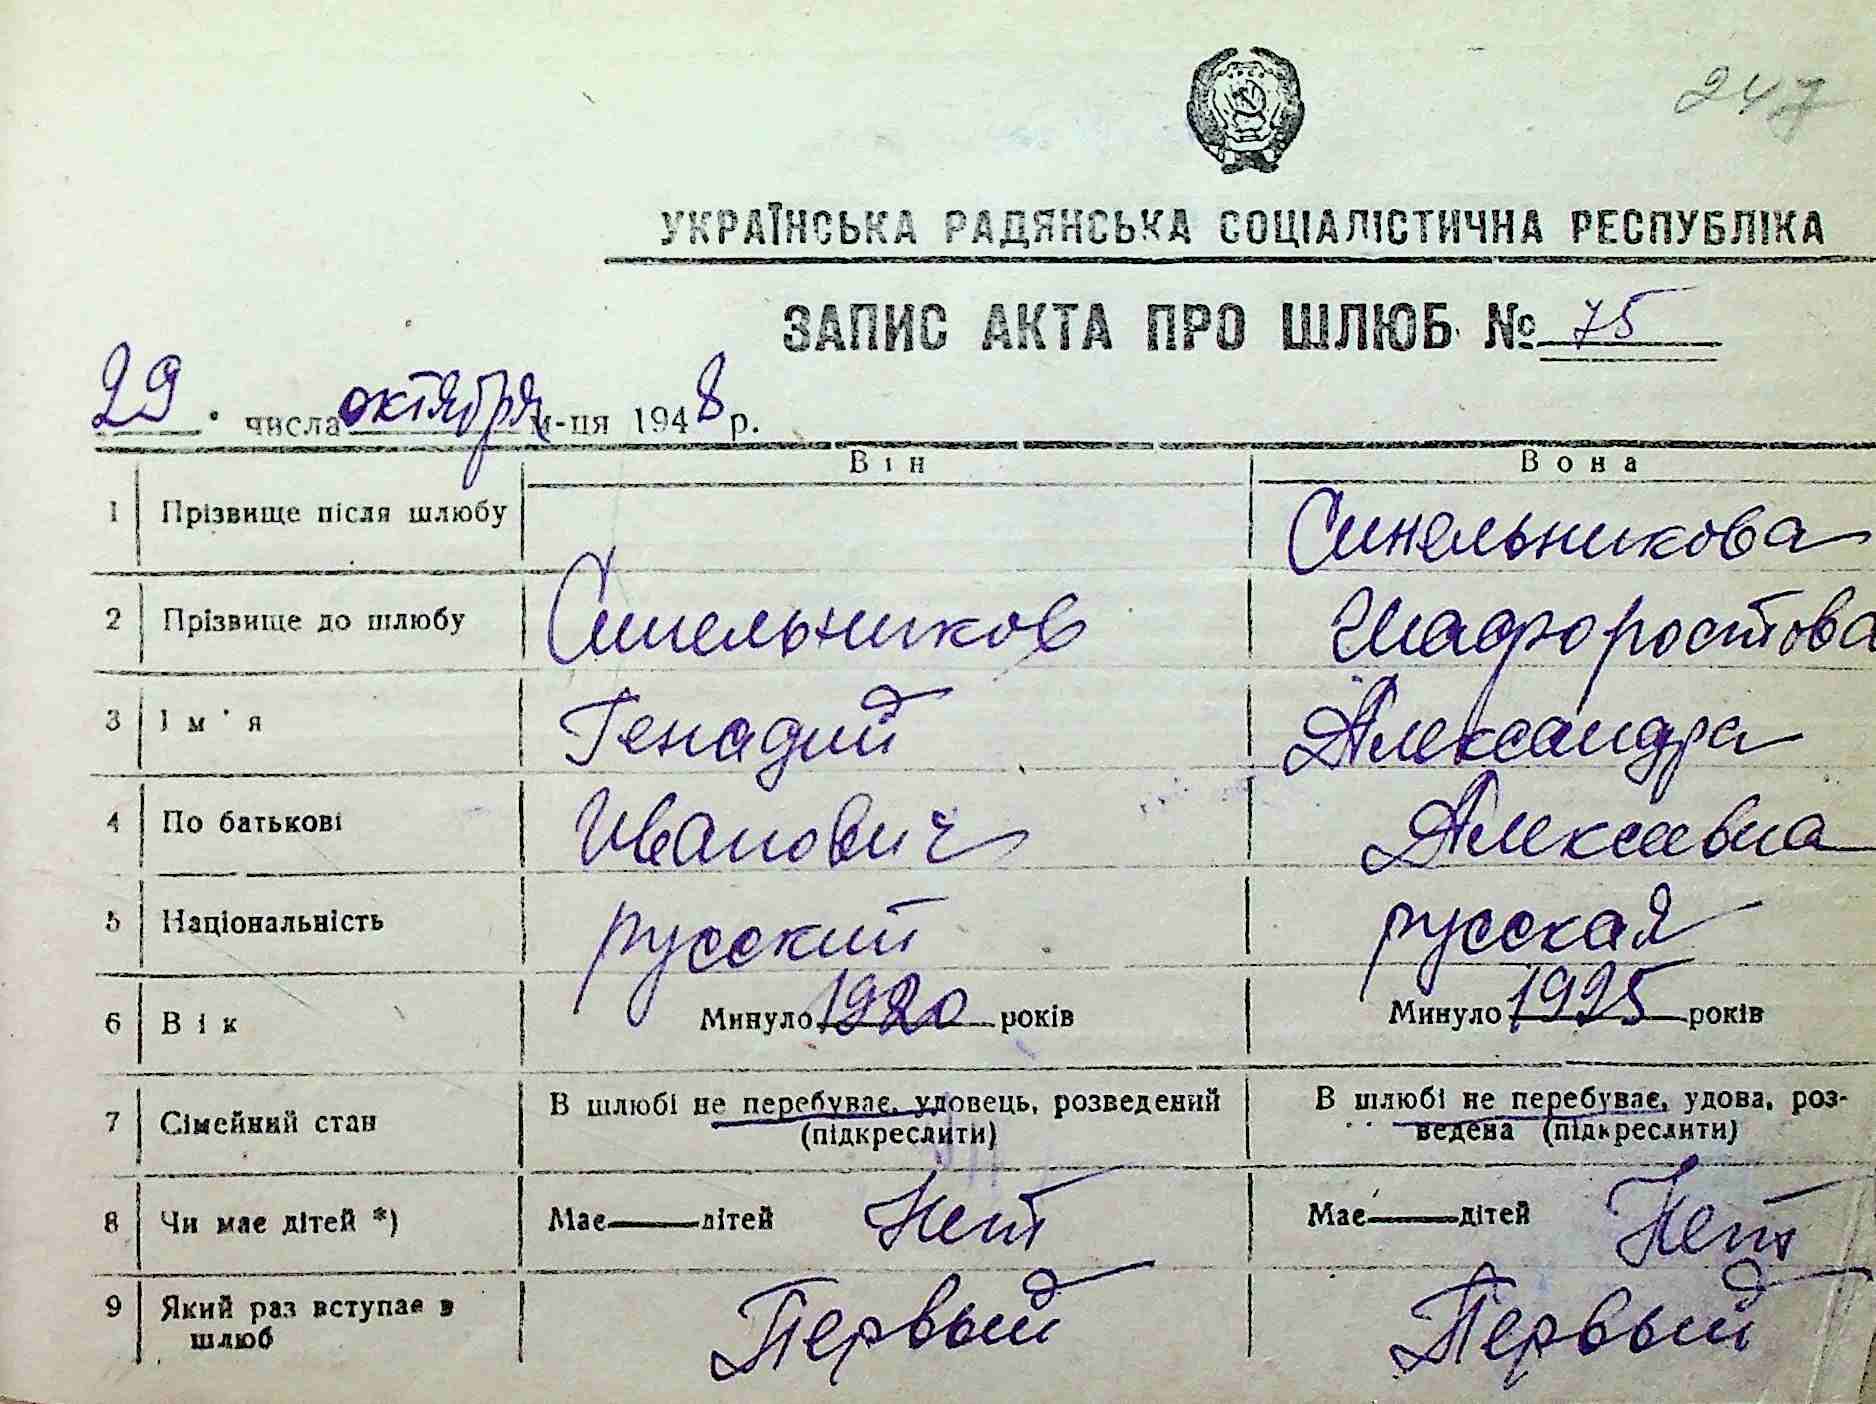 247
УКРАЇНСЬКА РАДЯНСЬКА СОЦІАЛІСТИЧНА РЕСПУБЛІКА
ЗАПИС АКТА ПРО ШЛЮБ № 75
29 числа октября м-ця 1948 р.
Він Вона
1 Прізвище після шлюбу Синельникова
2 Прізвище до шлюбу Синельников Шафоростова
3 Ім'я Генадий Александра
4 По батькові Иванович Алексеевна
5 Національність русский русская
6 Вік Минуло 1920 років Минуло 1925 років
7 Сімейний стан В шлюбі не перебуває, удовець, розведений В шлюбі не перебуває, удова, роз-
(підкреслити) ведена (підкреслити)
8 Чи має дітей *) Має — дітей Нет Має — дітей Нет
9 Який раз вступає в Первый Первый
шлюб